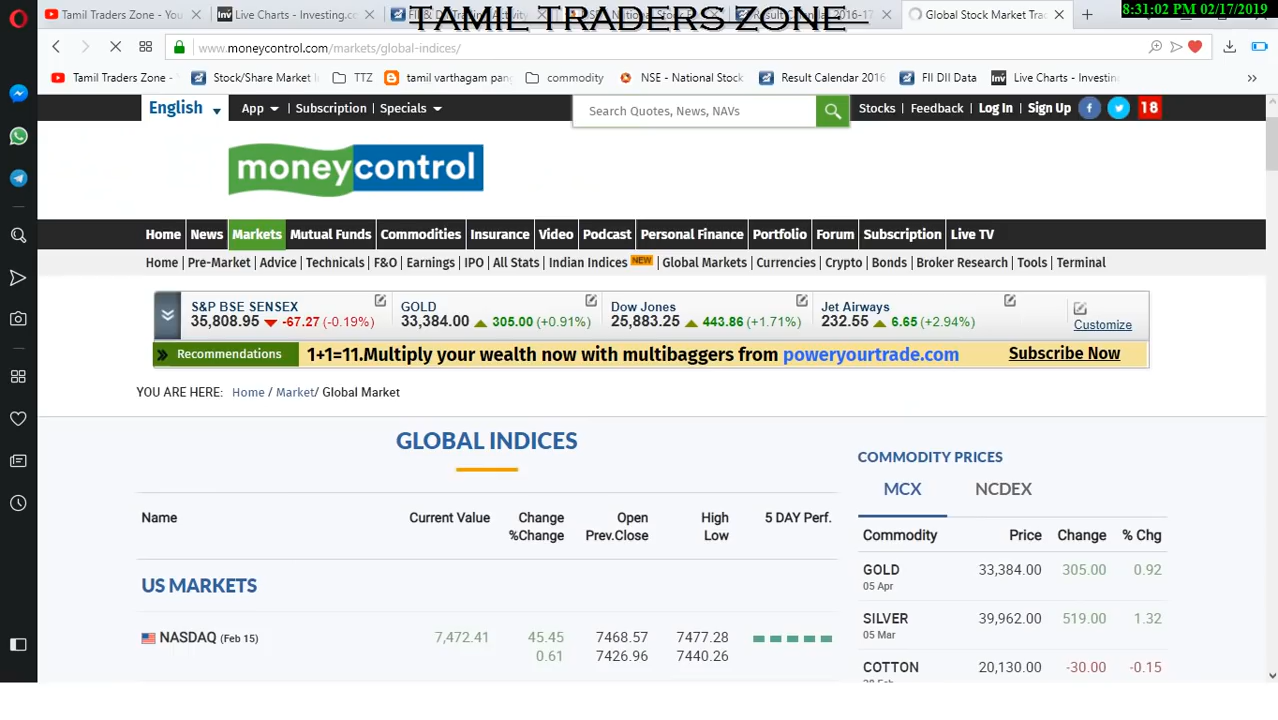 TAMIL TRADERS ZONE
8:31:02 PM 02/17/2019
Tamil Traders Zone - You
Live Charts - Investing.co
Global Stock Market Tra
www.moneycontrol.com/markets/global-indices/
Tamil Traders Zone -
Stock/Share Market
TTZ
tamil varthagam pan
commodity
NSE - National Stock
Result Calendar 2016
FII DII Data
Live Charts - Investin
English
App
Subscription
Specials
Search Quotes, News, NAVs
Stocks | Feedback | Log In | Sign Up
18
moneycontrol
Home News Markets Mutual Funds Commodities Insurance Video Podcast Personal Finance Portfolio Forum Subscription Live TV
Home | Pre-Market | Advice | Technicals | F&O | Earnings | IPO | All Stats | Indian Indices NEW | Global Markets | Currencies | Crypto | Bonds | Broker Research | Tools | Terminal
S&P BSE SENSEX
35,808.95 -67.27 (-0.19%)
GOLD
33,384.00 305.00 (+0.91%)
Dow Jones
25,883.25 443.86 (+1.71%)
Jet Airways
232.55 6.65 (+2.94%)
Customize
Recommendations
1+1=11.Multiply your wealth now with multibaggers from poweryourtrade.com
Subscribe Now
YOU ARE HERE: Home / Market/ Global Market
GLOBAL INDICES
Name
Current Value
Change
%Change
Open
Prev.Close
High
Low
5 DAY Perf.
US MARKETS
NASDAQ (Feb 15)
7,472.41
45.45
0.61
7468.57
7426.96
7477.28
7440.26
COMMODITY PRICES
MCX
NCDEX
Commodity Price Change % Chg
GOLD 33,384.00 305.00 0.92
05 Apr
SILVER 39,962.00 519.00 1.32
05 Mar
COTTON 20,130.00 -30.00 -0.15